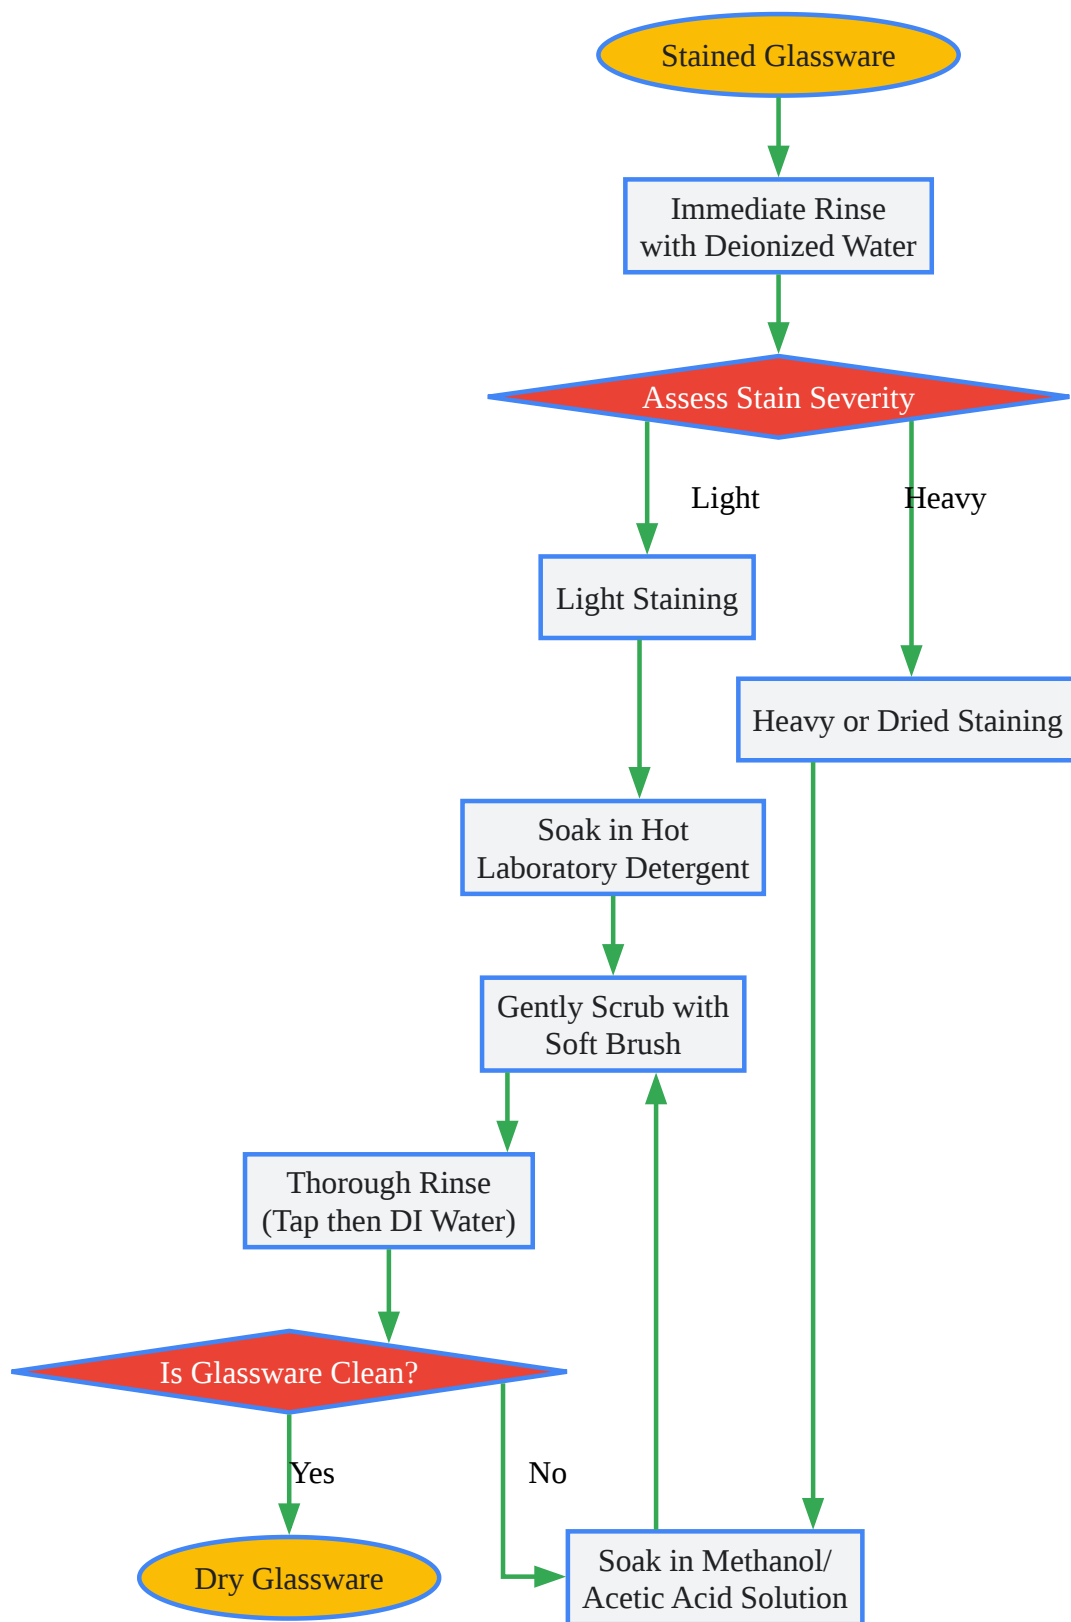 Stained Glassware
Immediate Rinse
with Deionized Water
Assess Stain Severity
Light
Heavy
Light Staining
Heavy or Dried Staining
Soak in Hot
Laboratory Detergent
Gently Scrub with
Soft Brush
Thorough Rinse
(Tap then DI Water)
Is Glassware Clean?
Yes
No
Dry Glassware
Soak in Methanol/
Acetic Acid Solution